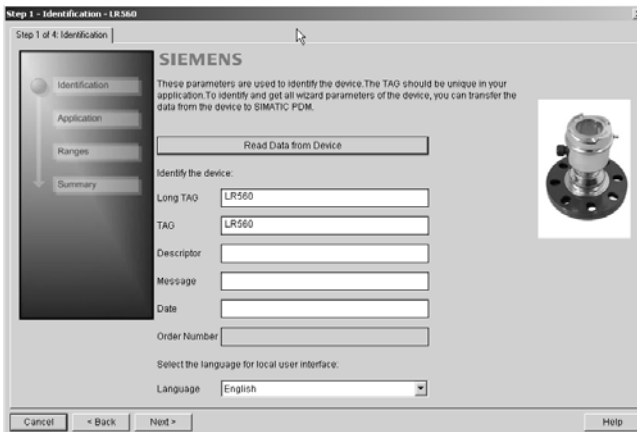 Step 1 - Identification - LR560
Step 1 of 4: Identification
SIEMENS
Identification
Application
Ranges
Summary
These parameters are used to identify the device.The TAG should be unique in your
application.To identify and get all wizard parameters of the device, you can transfer the
data from the device to SIMATIC PDM.
Read Data from Device
Identify the device:
Long TAG LR560
TAG LR560
Descriptor
Message
Date
Order Number
Select the language for local user interface:
Language English
Cancel < Back Next > Help